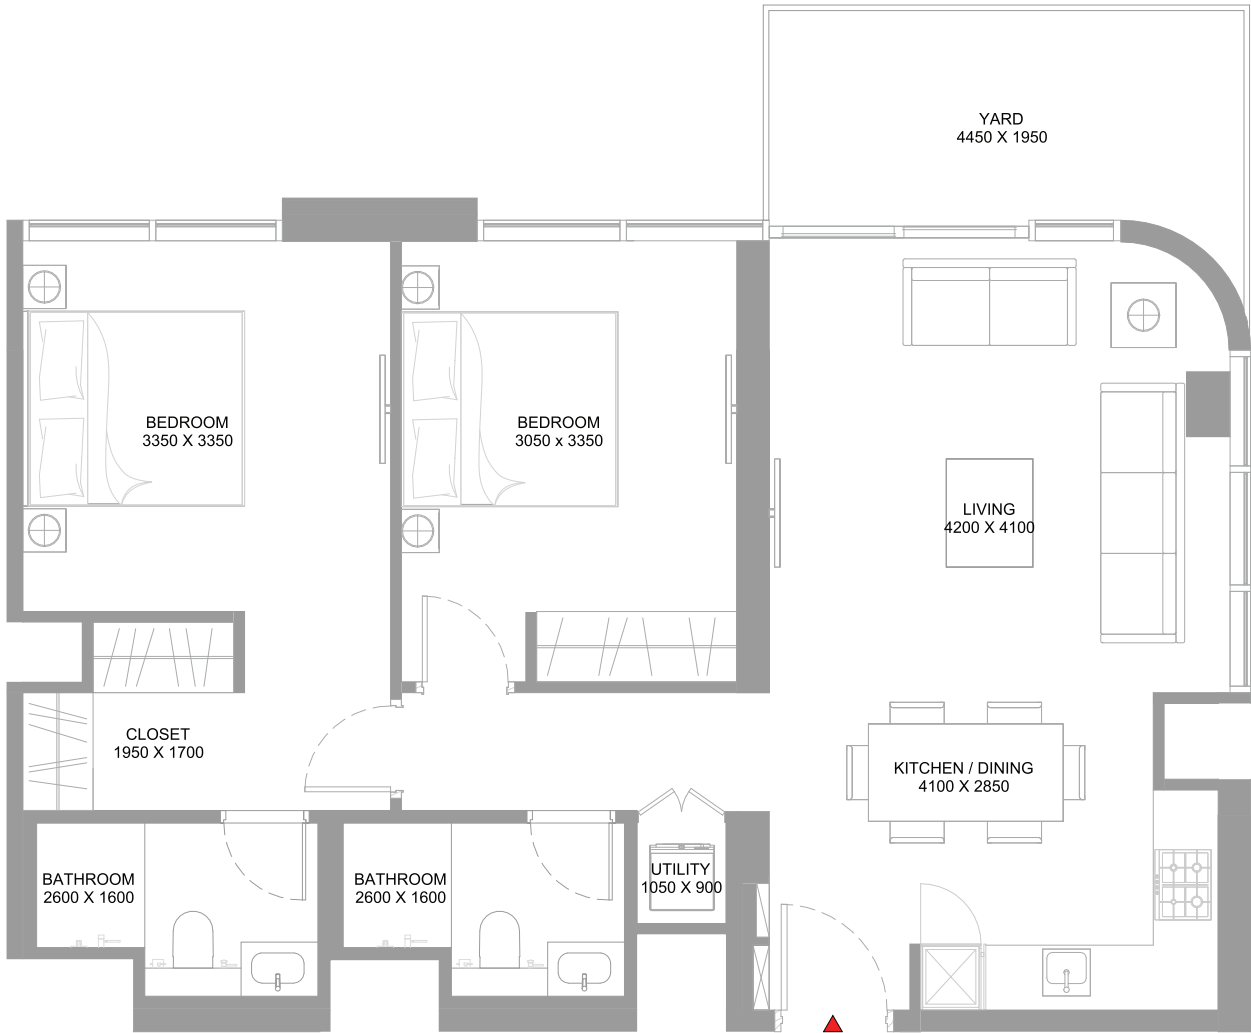 YARD
4450 X 1950
BEDROOM
3350 X 3350
BEDROOM
3050 x 3350
LIVING
4200 X 4100
CLOSET
1950 X 1700
KITCHEN / DINING
4100 X 2850
BATHROOM
2600 X 1600
BATHROOM
2600 X 1600
UTILITY
1050 X 900